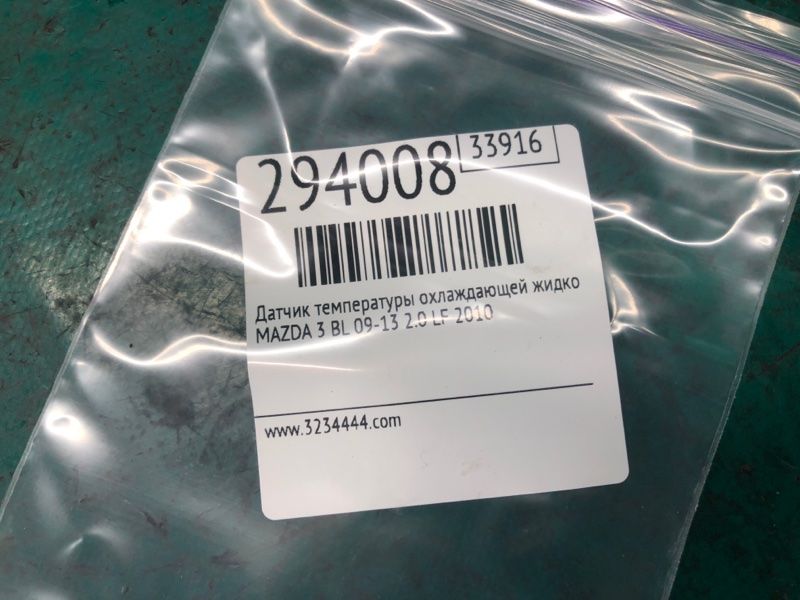 294008 33916
Датчик температуры охлаждающей жидко
MAZDA 3 BL 09-13 2.0 LF 2010
www.3234444.com